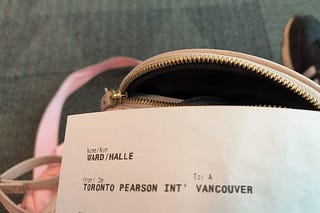 Name/Nom
WARD/HALLE
From/De To/A
TORONTO PEARSON INT' VANCOUVER